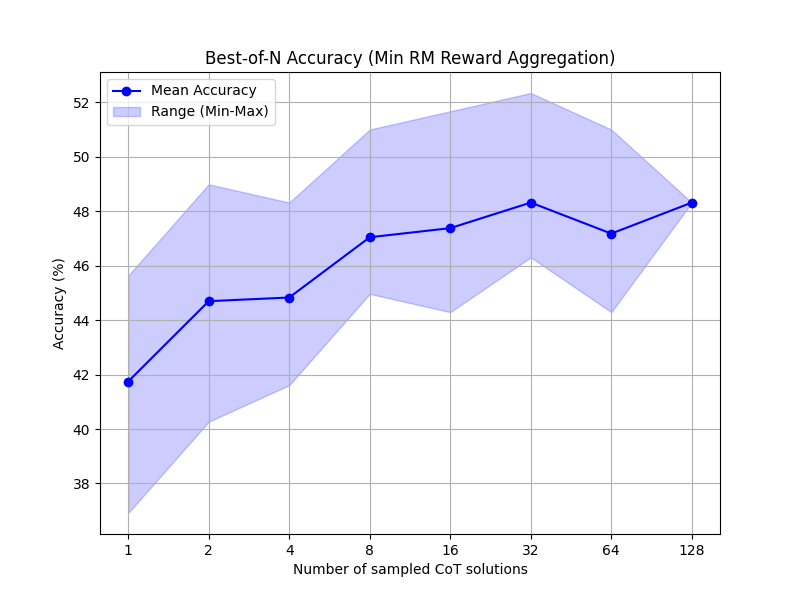 Best-of-N Accuracy (Min RM Reward Aggregation)
Mean Accuracy
Range (Min-Max)
Accuracy (%)
52
50
48
46
44
42
40
38
1 2 4 8 16 32 64 128
Number of sampled CoT solutions